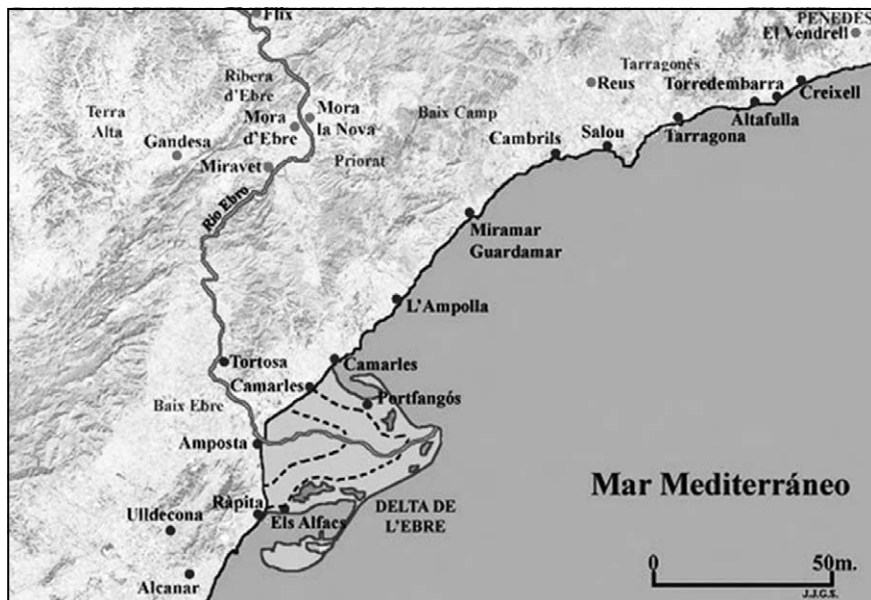 Flix
PENEDÈS
El Vendrell
Tarragonès
Ribera
d'Ebre
Reus
Torredembarra
Creixell
Terra
Alta
Mora
d'Ebre
Mora
la Nova
Baix Camp
Altafulla
Gandesa
Cambrils
Salou
Tarragona
Miravet
Priorat
Rio Ebro
Miramar
Guardamar
L'Ampolla
Tortosa
Camarles
Camarles
Portfangós
Baix Ebre
Amposta
Mar Mediterráneo
Ràpita
Ulldecona
Els Alfacs
DELTA DE
L'EBRE
Alcanar
0
50m.
J.J.G.S.